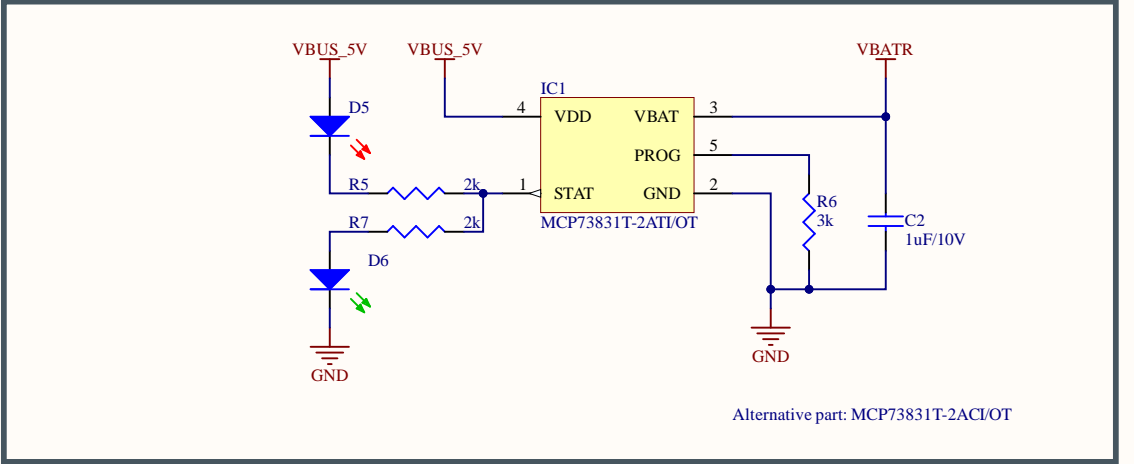 VBUS_5V
VBUS_5V
VBATR
IC1
D5
4
VDD
VBAT
3
PROG
5
R5
2k
1
STAT
GND
2
R6
3k
C2
1uF/10V
R7
2k
MCP73831T-2ATI/OT
D6
GND
GND
Alternative part: MCP73831T-2ACI/OT